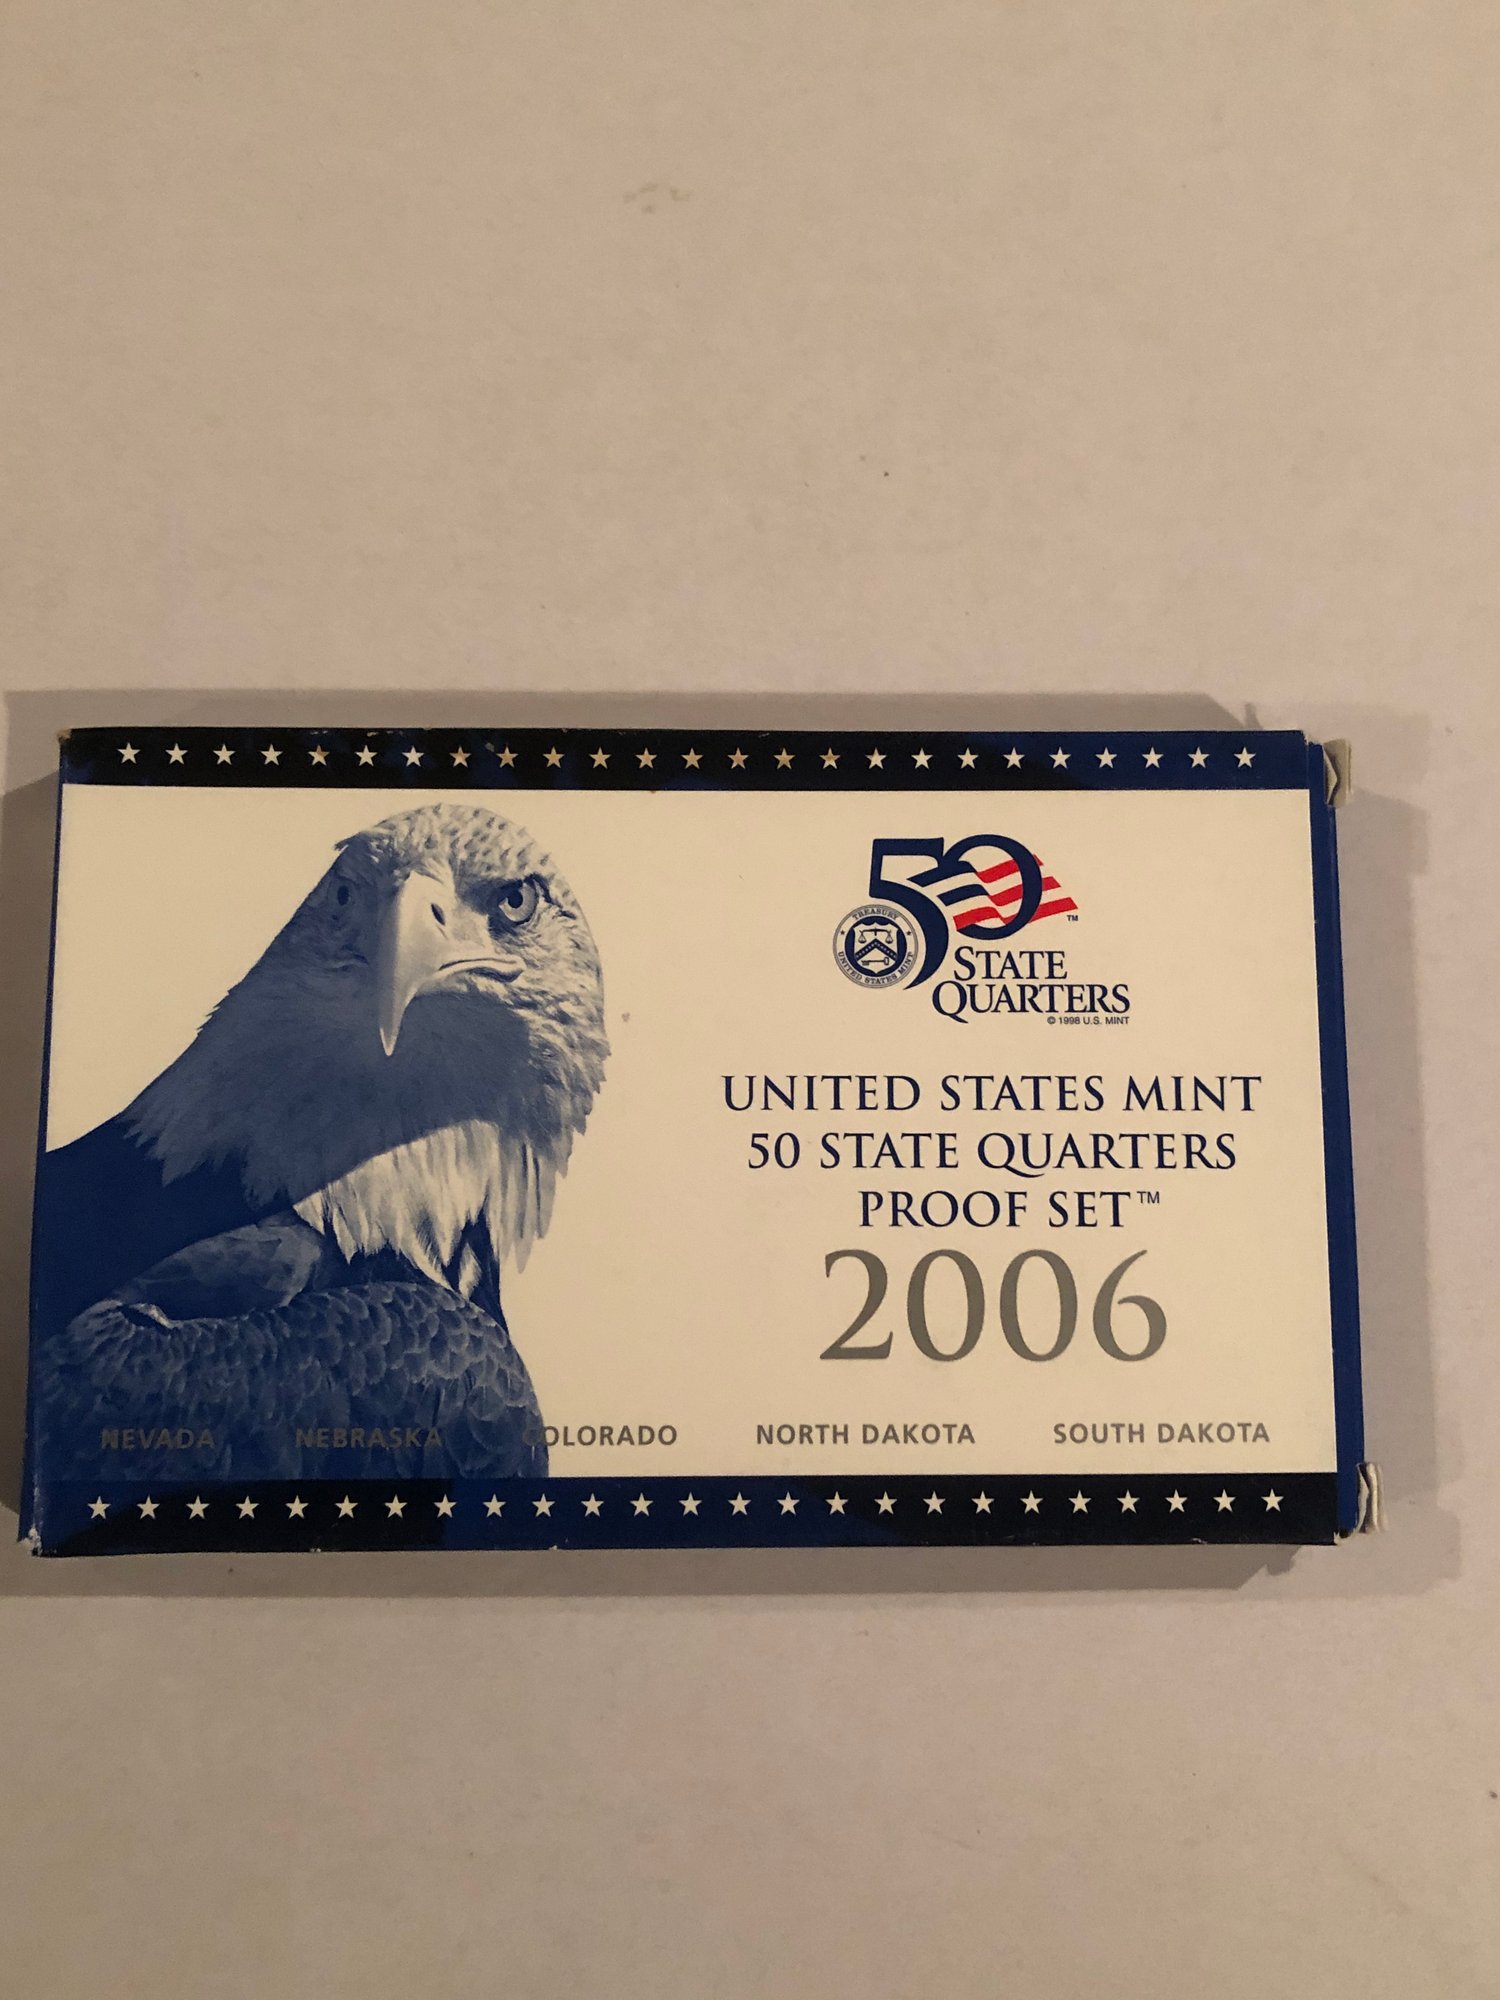 50
TM
STATE
QUARTERS
© 1998 U.S. MINT
TREASURY
UNITED STATES MINT
UNITED STATES MINT
50 STATE QUARTERS
PROOF SET™
2006
NEVADA NEBRASKA COLORADO NORTH DAKOTA SOUTH DAKOTA